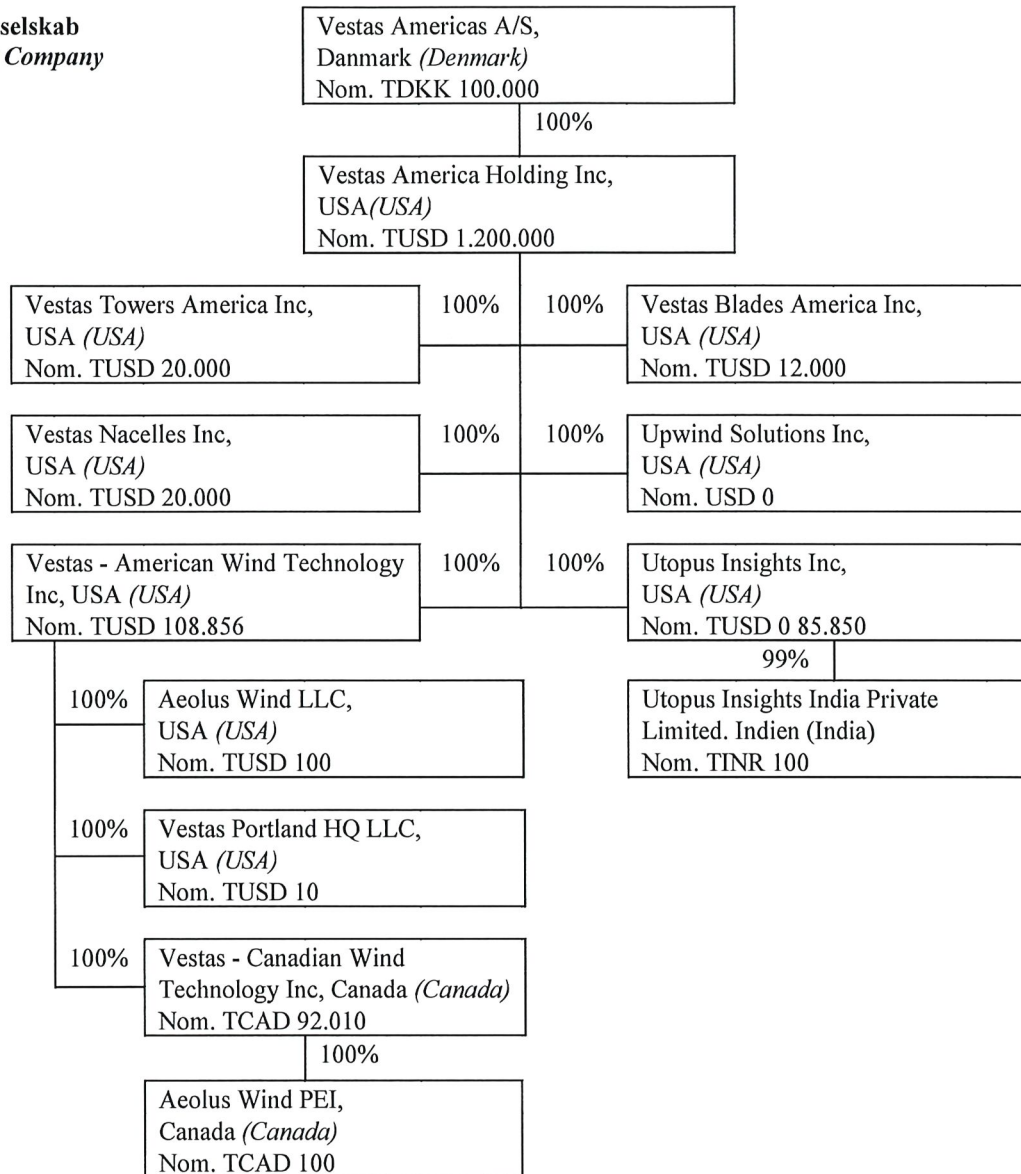 selskab
Company
Vestas Americas A/S,
Danmark (Denmark)
Nom. TDKK 100.000
100%
Vestas America Holding Inc,
USA(USA)
Nom. TUSD 1.200.000
Vestas Towers America Inc,
USA (USA)
Nom. TUSD 20.000
100%
100%
Vestas Blades America Inc,
USA (USA)
Nom. TUSD 12.000
Vestas Nacelles Inc,
USA (USA)
Nom. TUSD 20.000
100%
100%
Upwind Solutions Inc,
USA (USA)
Nom. USD 0
Vestas - American Wind Technology
Inc, USA (USA)
Nom. TUSD 108.856
100%
100%
Utopus Insights Inc,
USA (USA)
Nom. TUSD 0 85.850
99%
Utopus Insights India Private
Limited. Indien (India)
Nom. TINR 100
100%
Aeolus Wind LLC,
USA (USA)
Nom. TUSD 100
100%
Vestas Portland HQ LLC,
USA (USA)
Nom. TUSD 10
100%
Vestas - Canadian Wind
Technology Inc, Canada (Canada)
Nom. TCAD 92.010
100%
Aeolus Wind PEI,
Canada (Canada)
Nom. TCAD 100